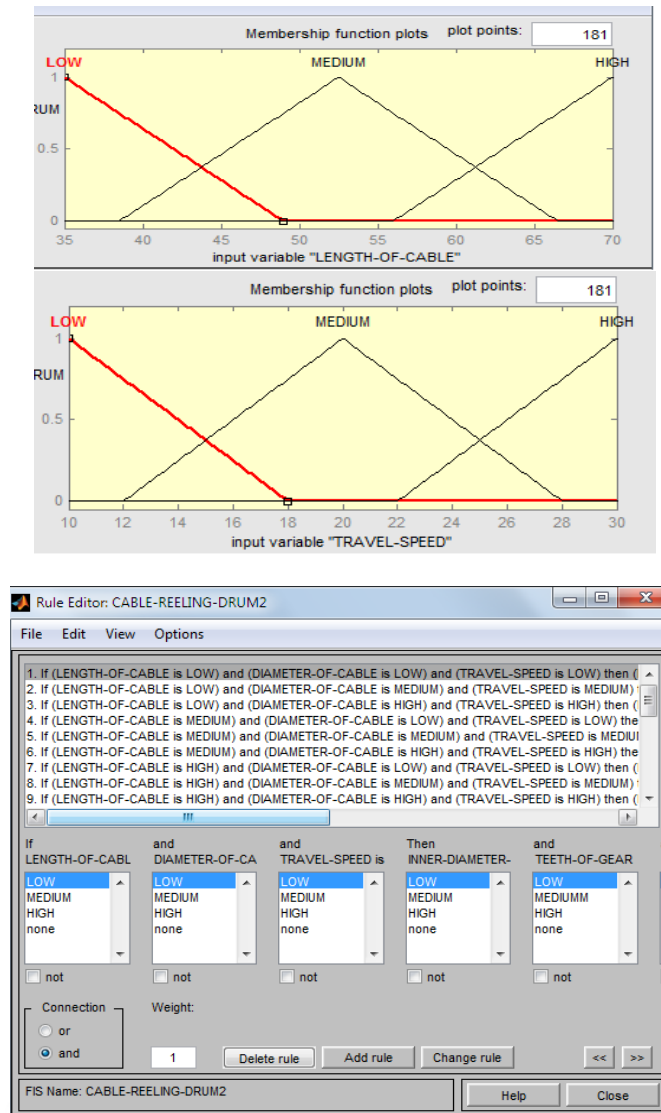 Membership function plots plot points: 181
LOW MEDIUM HIGH
1
RUM
0.5
0
35 40 45 50 55 60 65 70
input variable "LENGTH-OF-CABLE"
Membership function plots plot points: 181
LOW MEDIUM HIGH
1
RUM
0.5
0
10 12 14 16 18 20 22 24 26 28 30
input variable "TRAVEL-SPEED"
Rule Editor: CABLE-REELING-DRUM2
File Edit View Options
1. If (LENGTH-OF-CABLE is LOW) and (DIAMETER-OF-CABLE is LOW) and (TRAVEL-SPEED is LOW) then (
2. If (LENGTH-OF-CABLE is LOW) and (DIAMETER-OF-CABLE is MEDIUM) and (TRAVEL-SPEED is MEDIUM)
3. If (LENGTH-OF-CABLE is LOW) and (DIAMETER-OF-CABLE is HIGH) and (TRAVEL-SPEED is HIGH) then (
4. If (LENGTH-OF-CABLE is MEDIUM) and (DIAMETER-OF-CABLE is LOW) and (TRAVEL-SPEED is LOW) the
5. If (LENGTH-OF-CABLE is MEDIUM) and (DIAMETER-OF-CABLE is MEDIUM) and (TRAVEL-SPEED is MEDIU
6. If (LENGTH-OF-CABLE is MEDIUM) and (DIAMETER-OF-CABLE is HIGH) and (TRAVEL-SPEED is HIGH) the
7. If (LENGTH-OF-CABLE is HIGH) and (DIAMETER-OF-CABLE is LOW) and (TRAVEL-SPEED is LOW) then (
8. If (LENGTH-OF-CABLE is HIGH) and (DIAMETER-OF-CABLE is MEDIUM) and (TRAVEL-SPEED is MEDIUM)
9. If (LENGTH-OF-CABLE is HIGH) and (DIAMETER-OF-CABLE is HIGH) and (TRAVEL-SPEED is HIGH) then (
If and and Then and
LENGTH-OF-CABL DIAMETER-OF-CA TRAVEL-SPEED is INNER-DIAMETER- TEETH-OF-GEAR
LOW LOW LOW LOW LOW
MEDIUM MEDIUM MEDIUM MEDIUM MEDIUMM
HIGH HIGH HIGH HIGH HIGH
none none none none none
not not not not not
Connection Weight:
or
and 1 Delete rule Add rule Change rule << >>
FIS Name: CABLE-REELING-DRUM2 Help Close